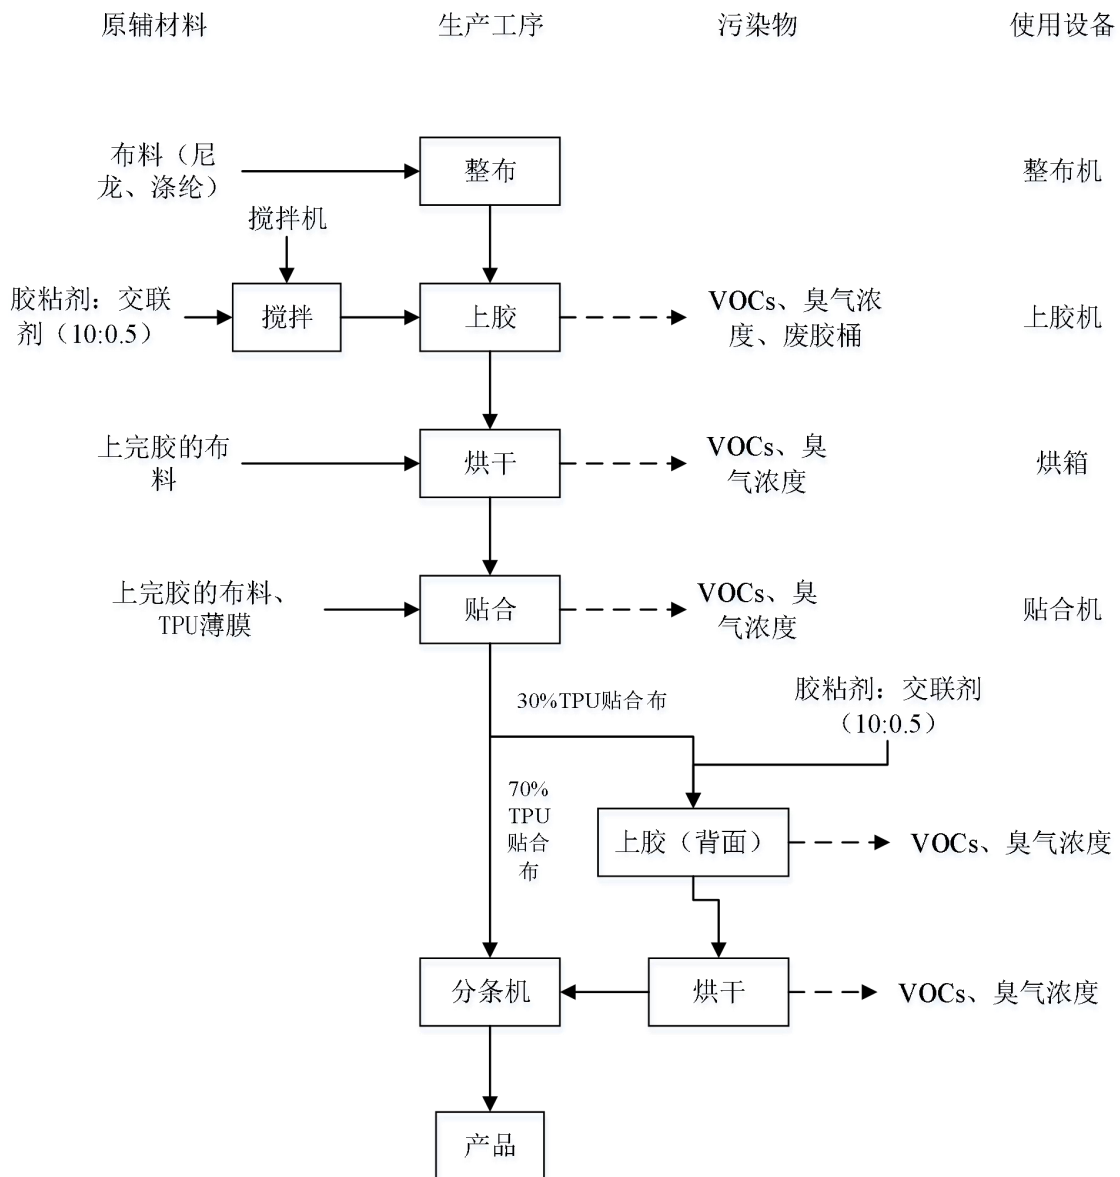 原辅材料
生产工序
污染物
使用设备
布料（尼
龙、涤纶）
整布
整布机
搅拌机
胶粘剂：交联
剂（10:0.5）
搅拌
上胶
VOCs、臭气浓
度、废胶桶
上胶机
上完胶的布
料
烘干
VOCs、臭
气浓度
烘箱
上完胶的布料、
TPU薄膜
贴合
VOCs、臭
气浓度
贴合机
30%TPU贴合布
胶粘剂：交联剂
（10:0.5）
70%
TPU
贴合
布
上胶（背面）
VOCs、臭气浓度
分条机
烘干
VOCs、臭气浓度
产品